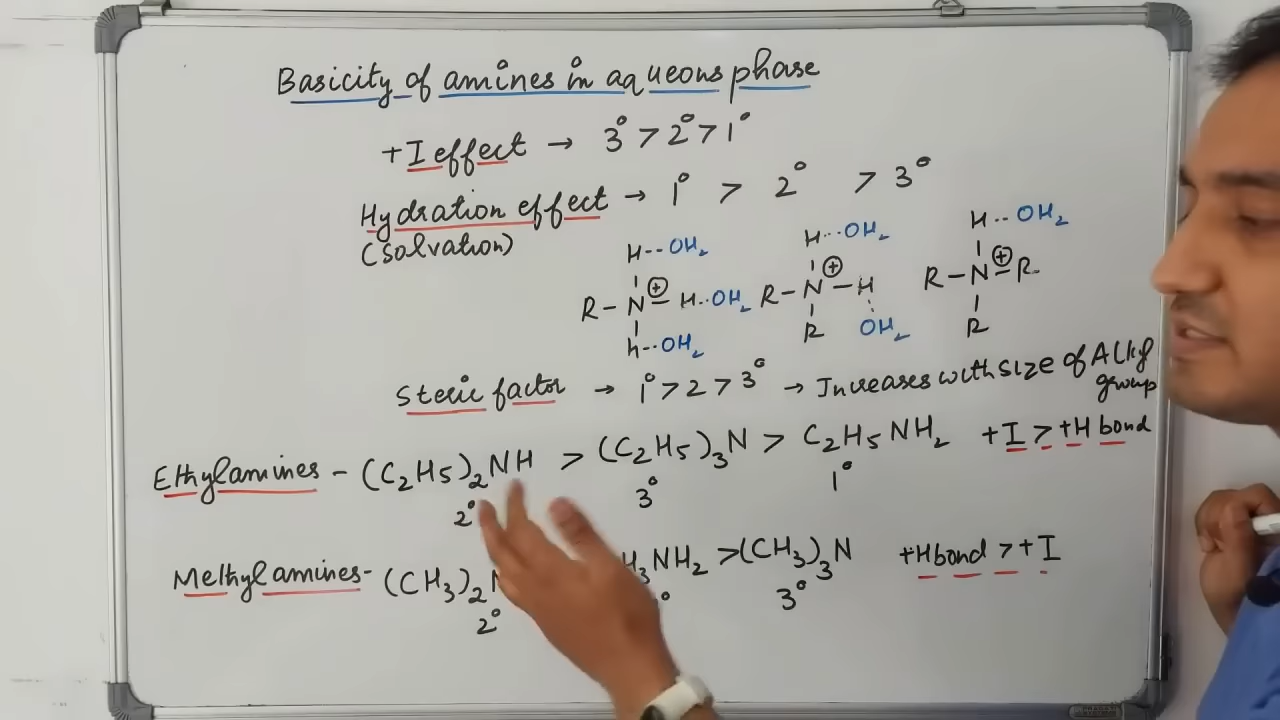 Basicity of amines in aqueous phase
+I effect → 3° > 2° > 1°
Hydration effect → 1° > 2° > 3°
(Solvation)
H--OH₂ H···OH₂ H··OH₂
R-N⊕-H··OH₂ R-N⊕-H R-N⊕-R
h--OH₂ R OH₂ R
Steric factor → 1° > 2 > 3° → Increases with size of Alkyl group
Ethylamines - (C₂H₅)₂NH > (C₂H₅)₃N > C₂H₅NH₂ +I > +H bond
2° 3° 1°
Methylamines - (CH₃)₂N H₃NH₂ > (CH₃)₃N +H bond > +I
2° ° 3°